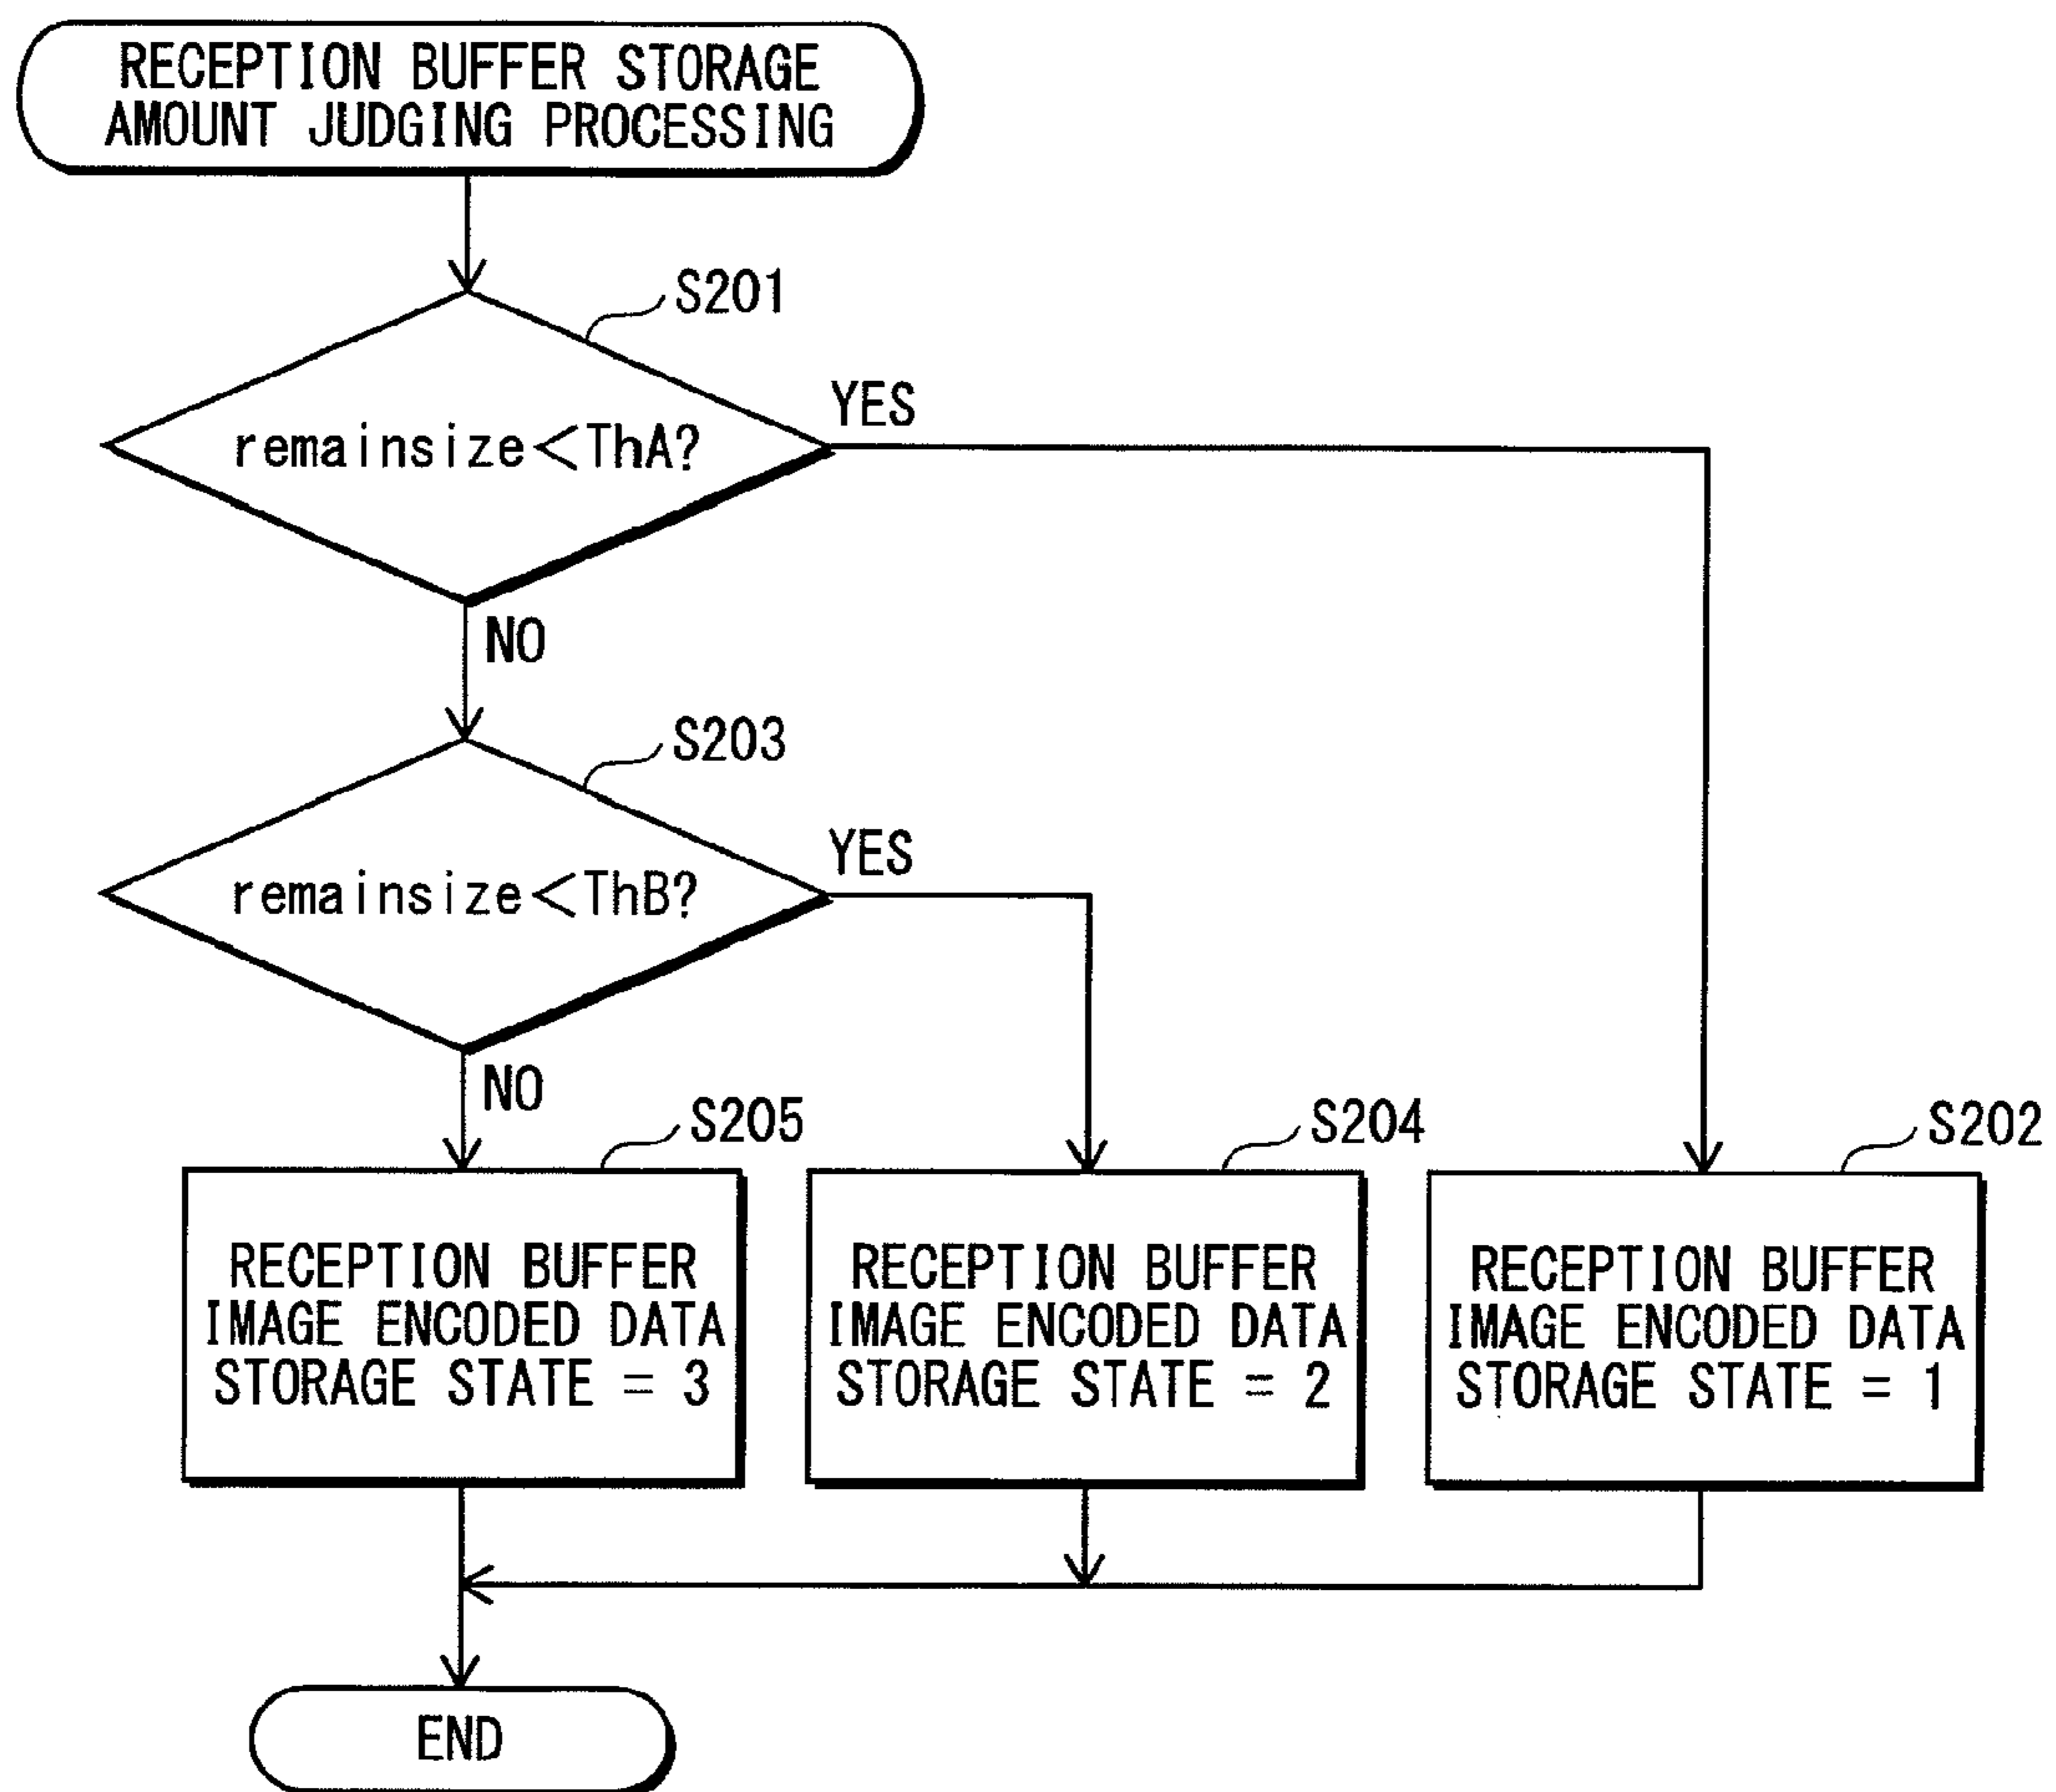 RECEPTION BUFFER STORAGE
AMOUNT JUDGING PROCESSING
S201
remainsize<ThA?
YES
NO
S203
remainsize<ThB?
YES
NO
S205
RECEPTION BUFFER
IMAGE ENCODED DATA
STORAGE STATE = 3
S204
RECEPTION BUFFER
IMAGE ENCODED DATA
STORAGE STATE = 2
S202
RECEPTION BUFFER
IMAGE ENCODED DATA
STORAGE STATE = 1
END